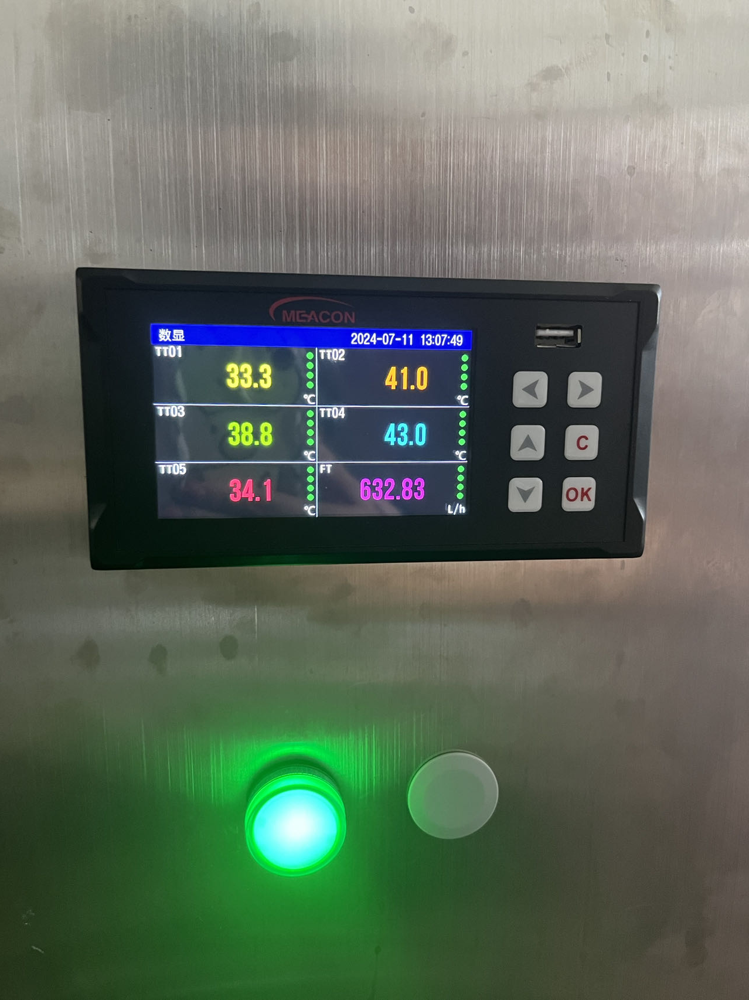 MEACON
数显 2024-07-11 13:07:49
TT01 TT02
33.3 41.0
℃ ℃
TT03 TT04
38.8 43.0
℃ ℃
TT05 FT
34.1 632.83
℃ L/h
C
OK